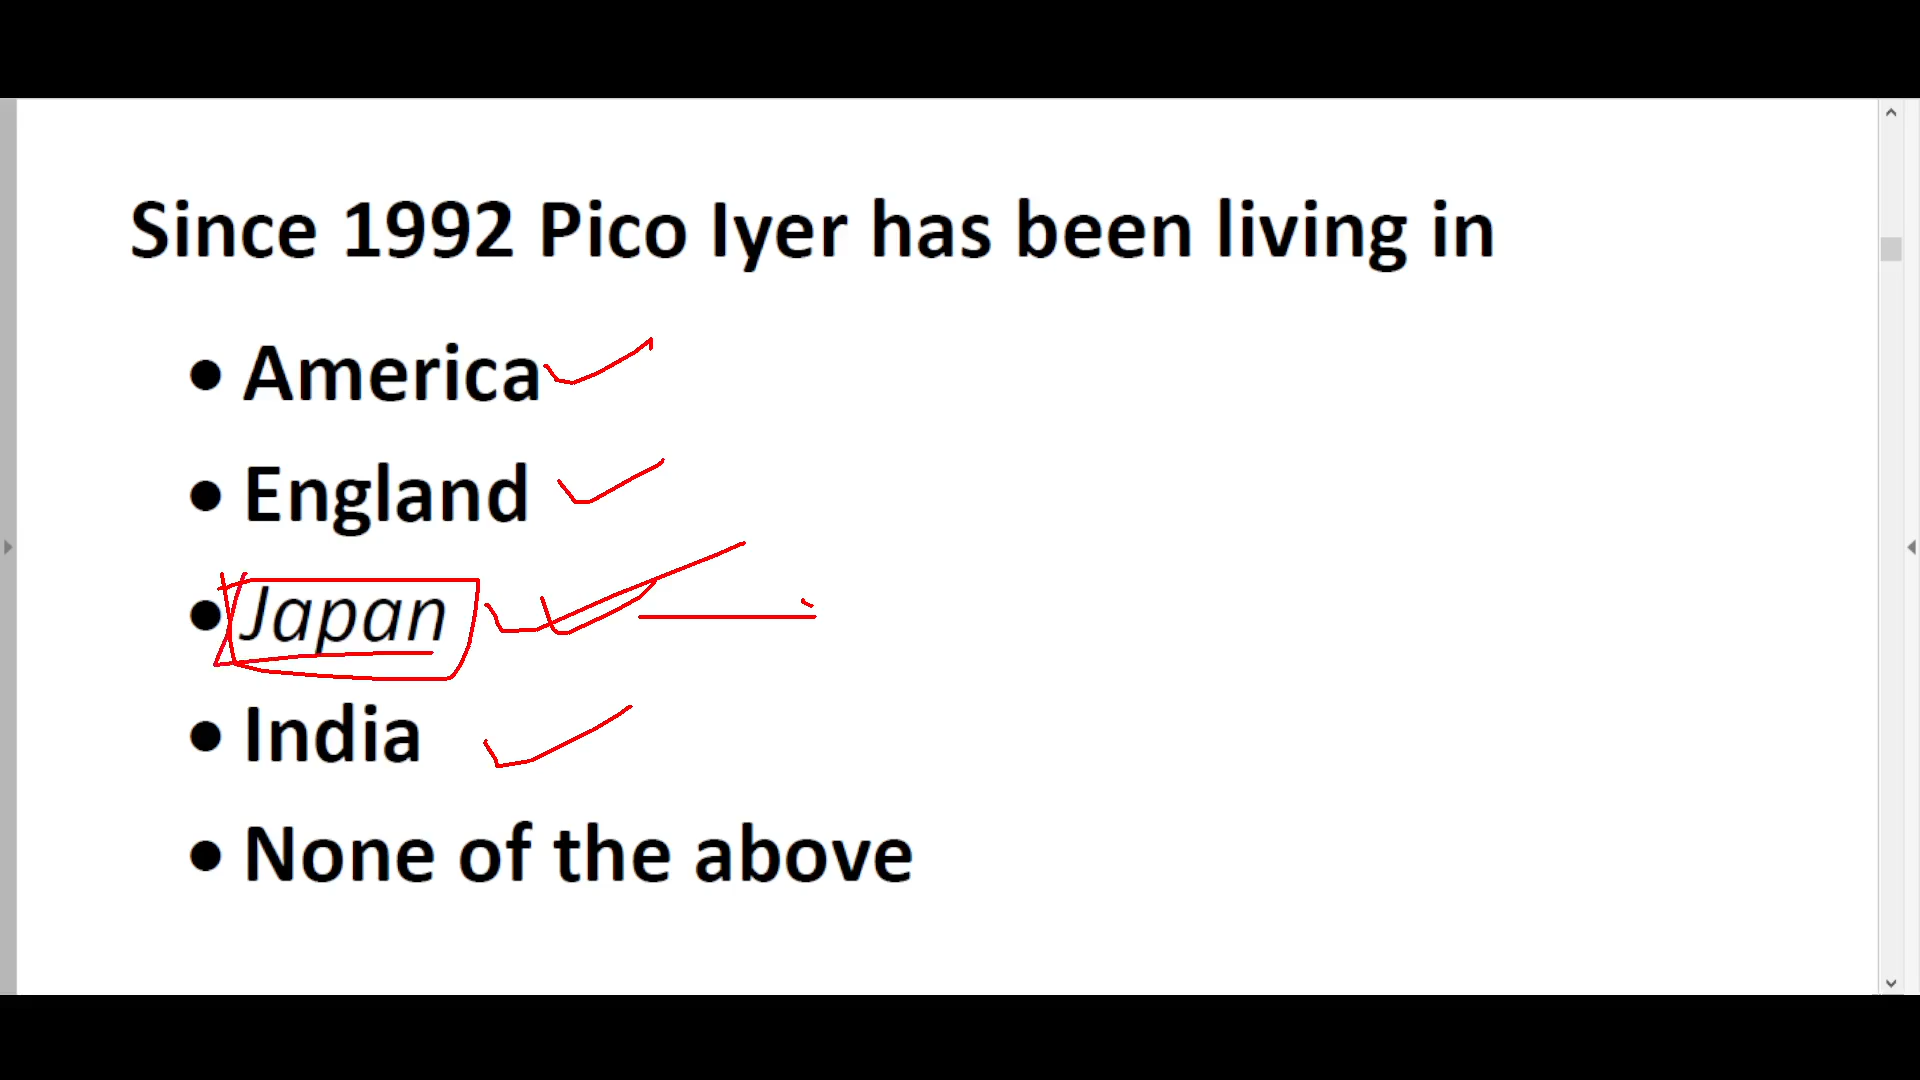 Since 1992 Pico Iyer has been living in
• America
• England
• Japan
• India
• None of the above